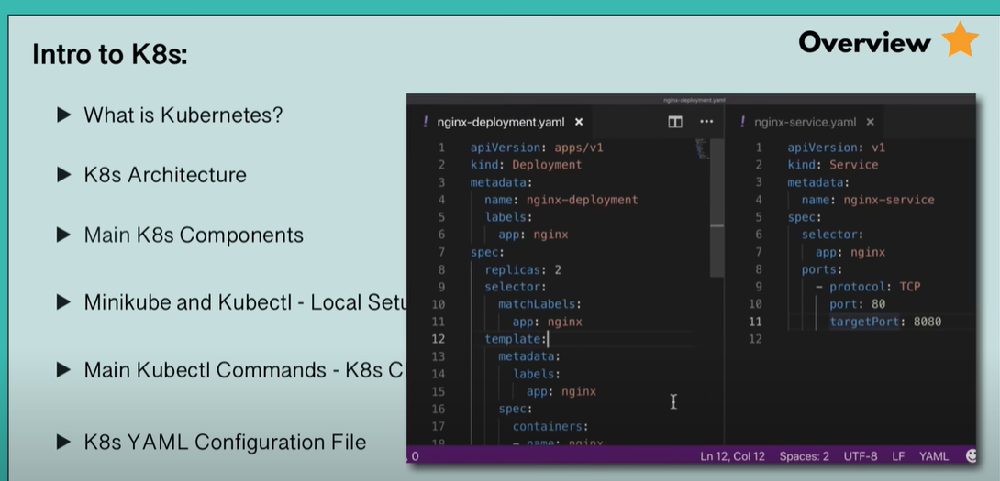 Intro to K8s:
Overview
What is Kubernetes?
K8s Architecture
Main K8s Components
Minikube and Kubectl - Local Setu
Main Kubectl Commands - K8s C
K8s YAML Configuration File
nginx-deployment.yaml
! nginx-deployment.yaml ×
1 apiVersion: apps/v1
2 kind: Deployment
3 metadata:
4 name: nginx-deployment
5 labels:
6 app: nginx
7 spec:
8 replicas: 2
9 selector:
10 matchLabels:
11 app: nginx
12 template:
13 metadata:
14 labels:
15 app: nginx
16 spec:
17 containers:
18 - name: nginx
! nginx-service.yaml ×
1 apiVersion: v1
2 kind: Service
3 metadata:
4 name: nginx-service
5 spec:
6 selector:
7 app: nginx
8 ports:
9 - protocol: TCP
10 port: 80
11 targetPort: 8080
12
0 Ln 12, Col 12 Spaces: 2 UTF-8 LF YAML